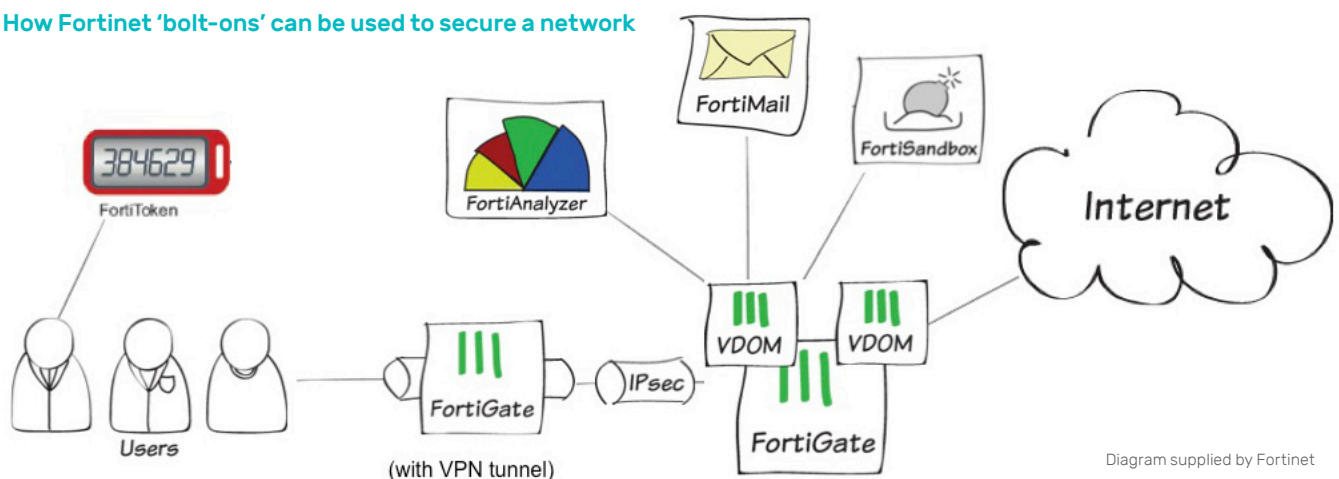 How Fortinet ‘bolt-ons’ can be used to secure a network
FortiMail
FortiSandbox
384629
FortiToken
FortiAnalyzer
Internet
VDOM
VDOM
IPsec
FortiGate
FortiGate
Users
(with VPN tunnel)
Diagram supplied by Fortinet